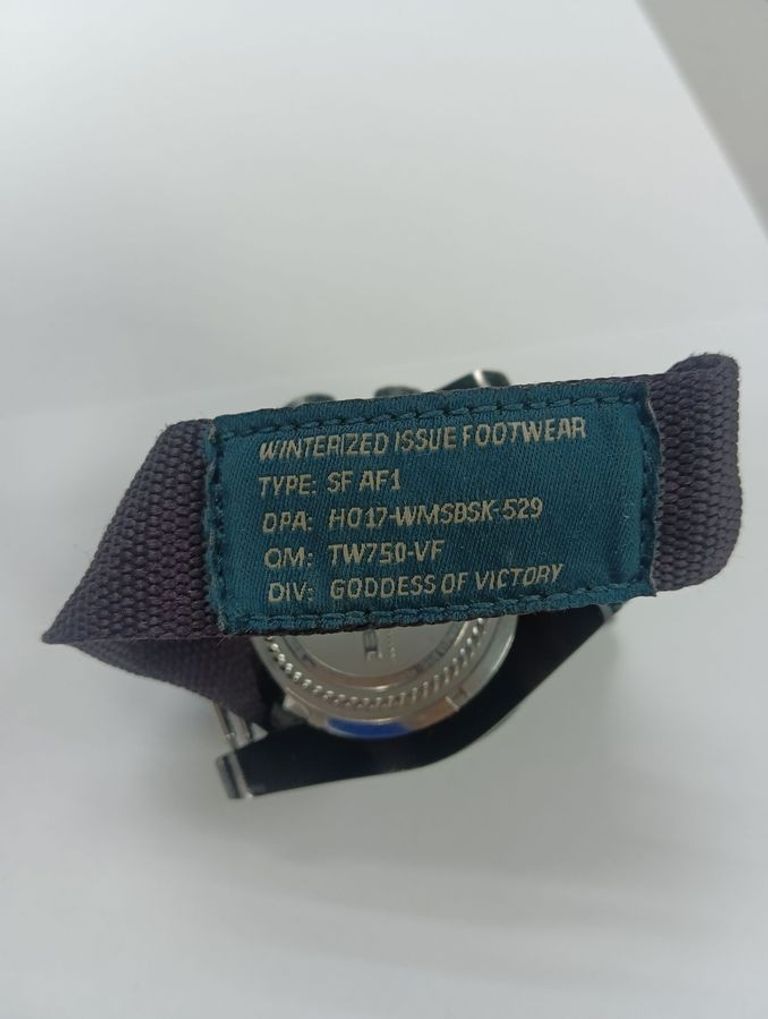 WINTERIZED ISSUE FOOTWEAR
TYPE: SF AF1
DPA: HO17-WMSBSK-529
QM: TW750-VF
DIV: GODDESS OF VICTORY